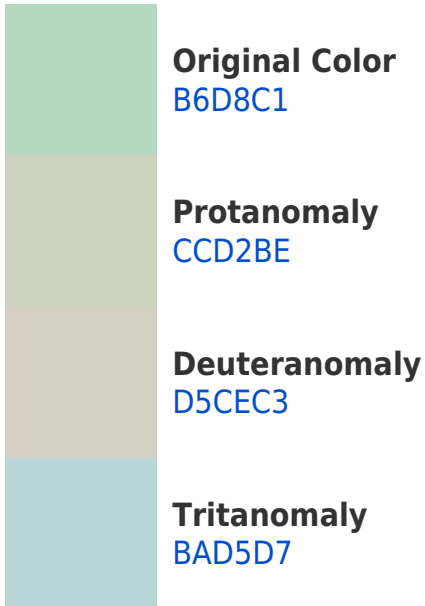 Original Color
B6D8C1
Protanomaly
CCD2BE
Deuteranomaly
D5CEC3
Tritanomaly
BAD5D7